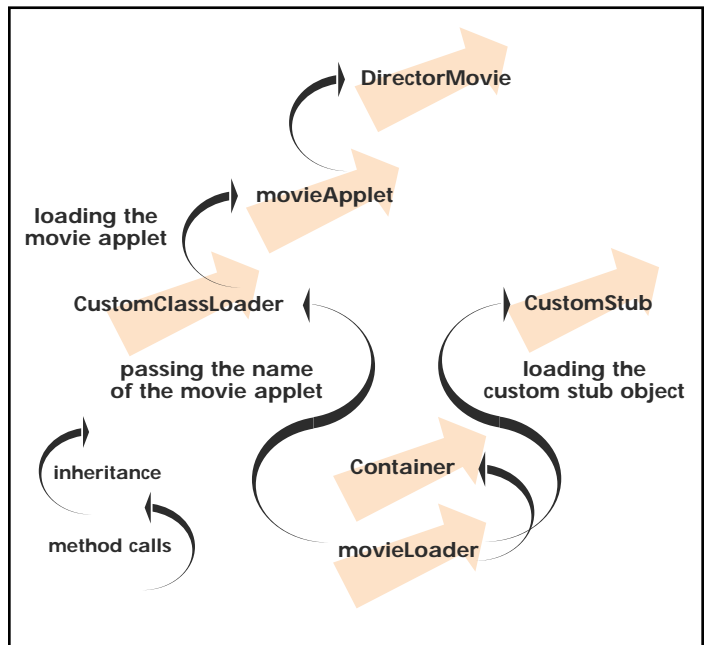 DirectorMovie
movieApplet
loading the
movie applet
CustomClassLoader
CustomStub
passing the name
of the movie applet
loading the
custom stub object
Container
inheritance
method calls
movieLoader